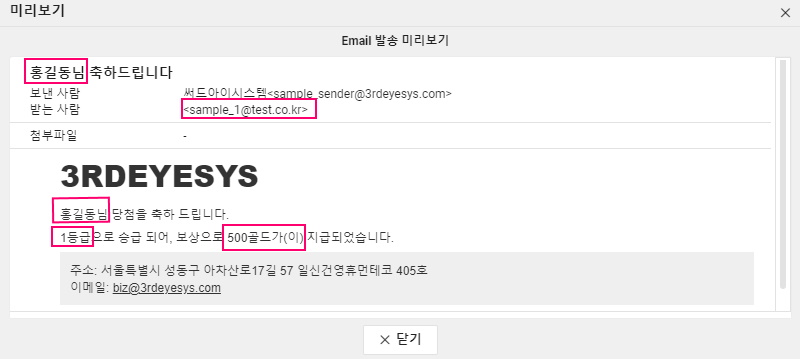 미리보기
Email 발송 미리보기
홍길동님 축하드립니다
보낸 사람 써드아이시스템<sample_sender@3rdeyesys.com>
받는 사람 <sample_1@test.co.kr>
첨부파일 -
3RDEYESYS
홍길동님 당첨을 축하 드립니다.
1등급으로 승급 되어, 보상으로 500골드가(이) 지급되었습니다.
주소: 서울특별시 성동구 아차산로17길 57 일신건영휴먼테코 405호
이메일: biz@3rdeyesys.com
닫기